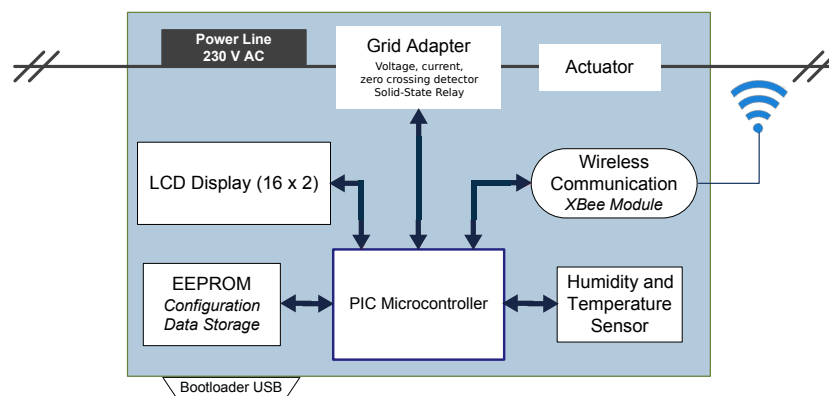 Power Line
230 V AC
Grid Adapter
Voltage, current,
zero crossing detector
Solid-State Relay
Actuator
LCD Display (16 x 2)
Wireless
Communication
XBee Module
EEPROM
Configuration
Data Storage
PIC Microcontroller
Humidity and
Temperature
Sensor
Bootloader USB